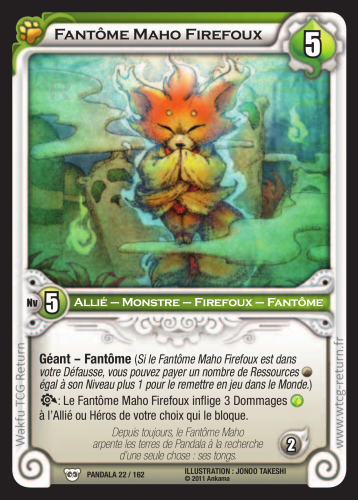 Fantôme Maho Firefoux
5
Nv 5
Allié – Monstre – Firefoux – Fantôme
Géant – Fantôme (Si le Fantôme Maho Firefoux est dans
votre Défausse, vous pouvez payer un nombre de Ressources
égal à son Niveau plus 1 pour le remettre en jeu dans le Monde.)
: Le Fantôme Maho Firefoux inflige 3 Dommages
à l'Allié ou Héros de votre choix qui le bloque.
Depuis toujours, le Fantôme Maho
arpente les terres de Pandala à la recherche
d'une seule chose : ses tongs.
2
PANDALA 22 / 162
ILLUSTRATION : JONOO TAKESHI
© 2011 Ankama
Wakfu TCG Return
www.wtcg-return.fr